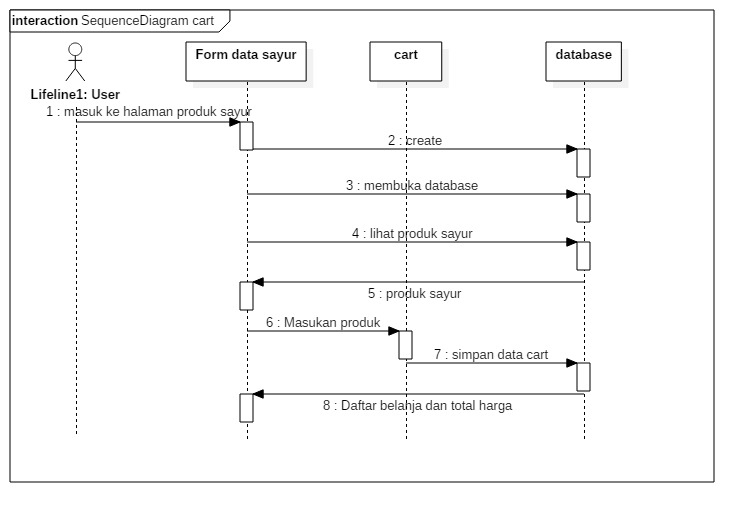 interaction SequenceDiagram cart
Form data sayur
cart
database
Lifeline1: User
1 : masuk ke halaman produk sayur
2 : create
3 : membuka database
4 : lihat produk sayur
5 : produk sayur
6 : Masukan produk
7 : simpan data cart
8 : Daftar belanja dan total harga